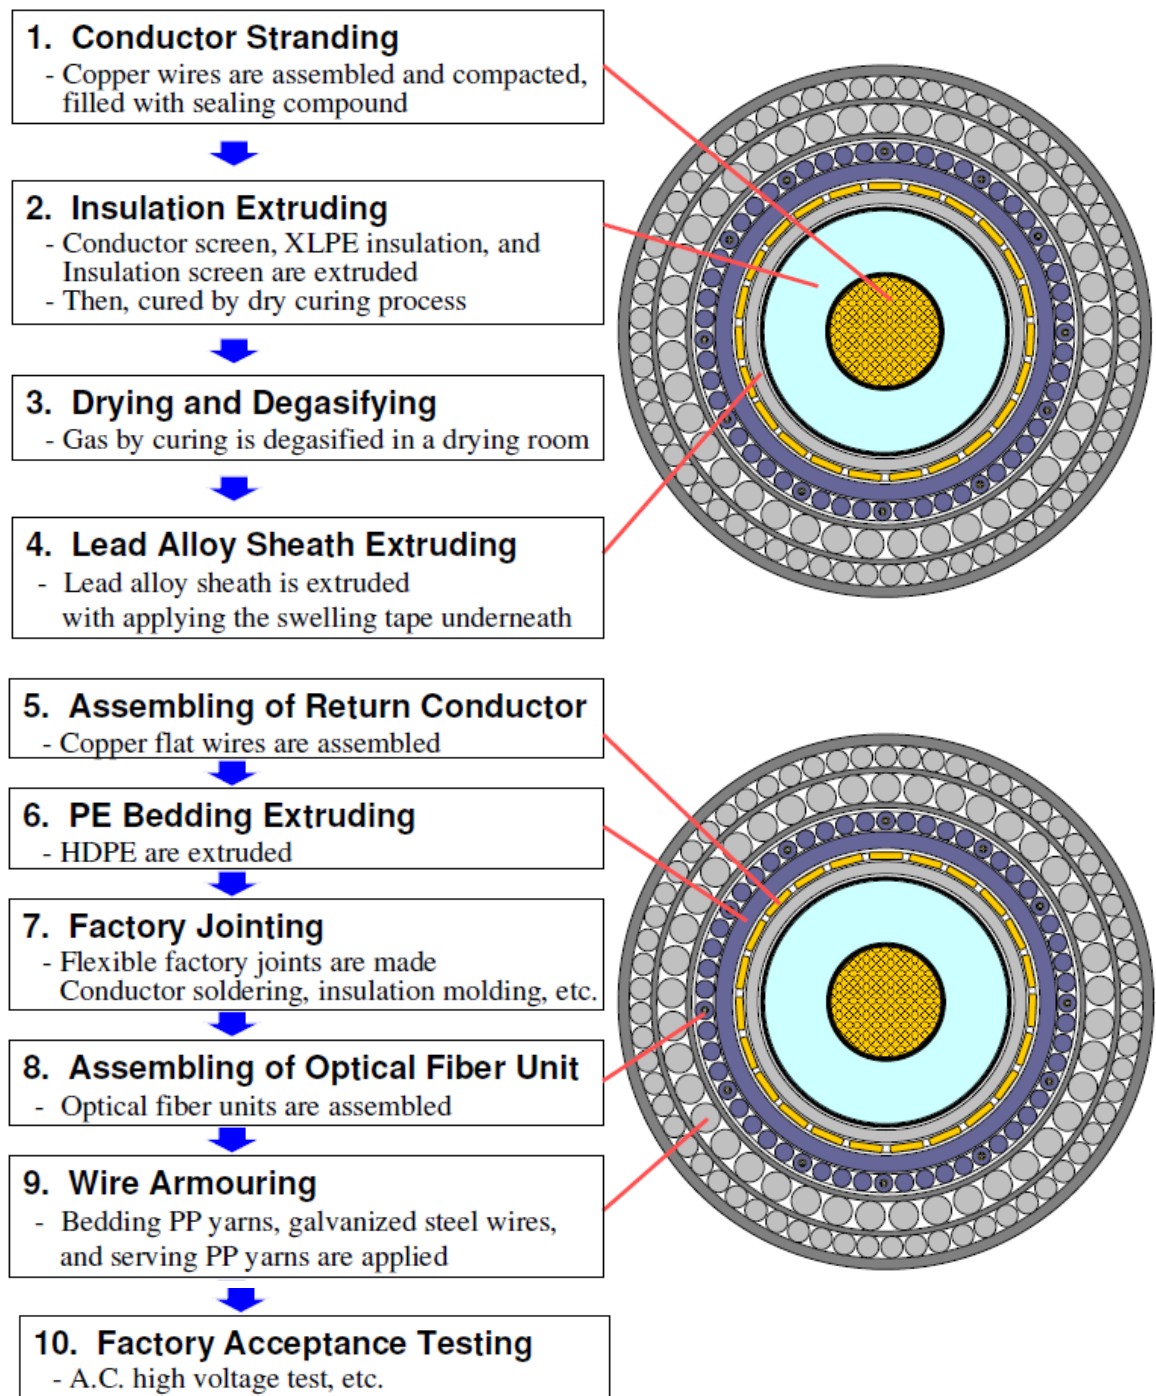 1. Conductor Stranding
- Copper wires are assembled and compacted,
filled with sealing compound
2. Insulation Extruding
- Conductor screen, XLPE insulation, and
Insulation screen are extruded
- Then, cured by dry curing process
3. Drying and Degasifying
- Gas by curing is degasified in a drying room
4. Lead Alloy Sheath Extruding
- Lead alloy sheath is extruded
with applying the swelling tape underneath
5. Assembling of Return Conductor
- Copper flat wires are assembled
6. PE Bedding Extruding
- HDPE are extruded
7. Factory Jointing
- Flexible factory joints are made
Conductor soldering, insulation molding, etc.
8. Assembling of Optical Fiber Unit
- Optical fiber units are assembled
9. Wire Armouring
- Bedding PP yarns, galvanized steel wires,
and serving PP yarns are applied
10. Factory Acceptance Testing
- A.C. high voltage test, etc.